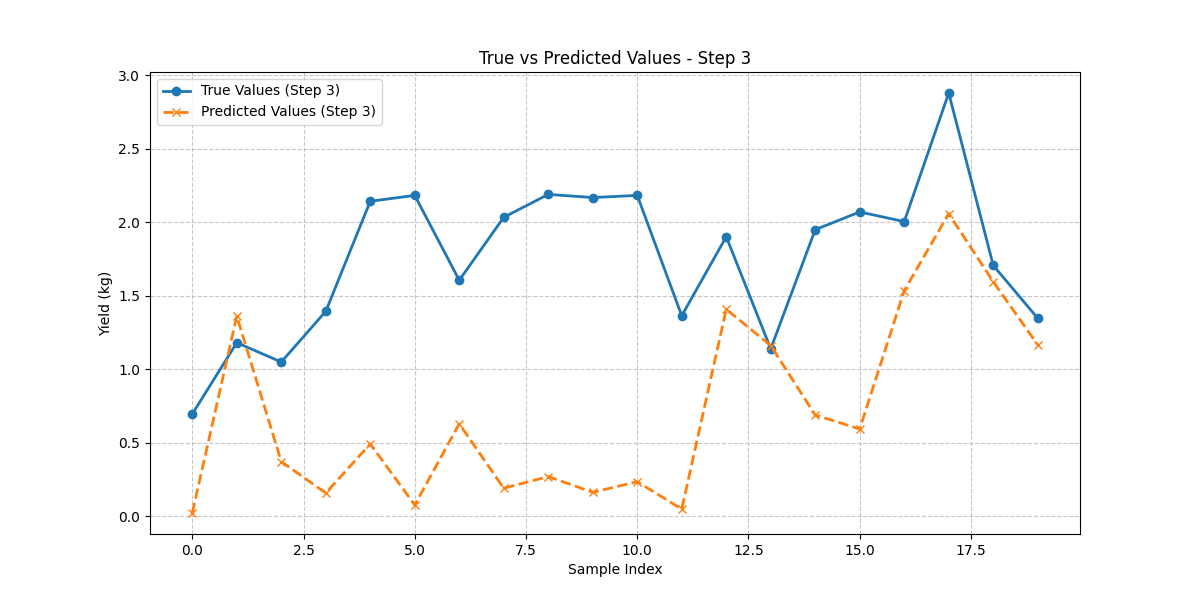 True vs Predicted Values - Step 3
True Values (Step 3)
Predicted Values (Step 3)
Yield (kg)
3.0
2.5
2.0
1.5
1.0
0.5
0.0
0.0 2.5 5.0 7.5 10.0 12.5 15.0 17.5
Sample Index